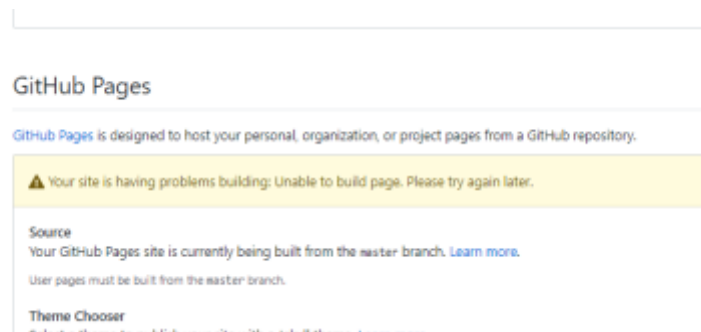 GitHub Pages
GitHub Pages is designed to host your personal, organization, or project pages from a GitHub repository.
Your site is having problems building: Unable to build page. Please try again later.
Source
Your GitHub Pages site is currently being built from the master branch. Learn more.
User pages must be built from the master branch.
Theme Chooser